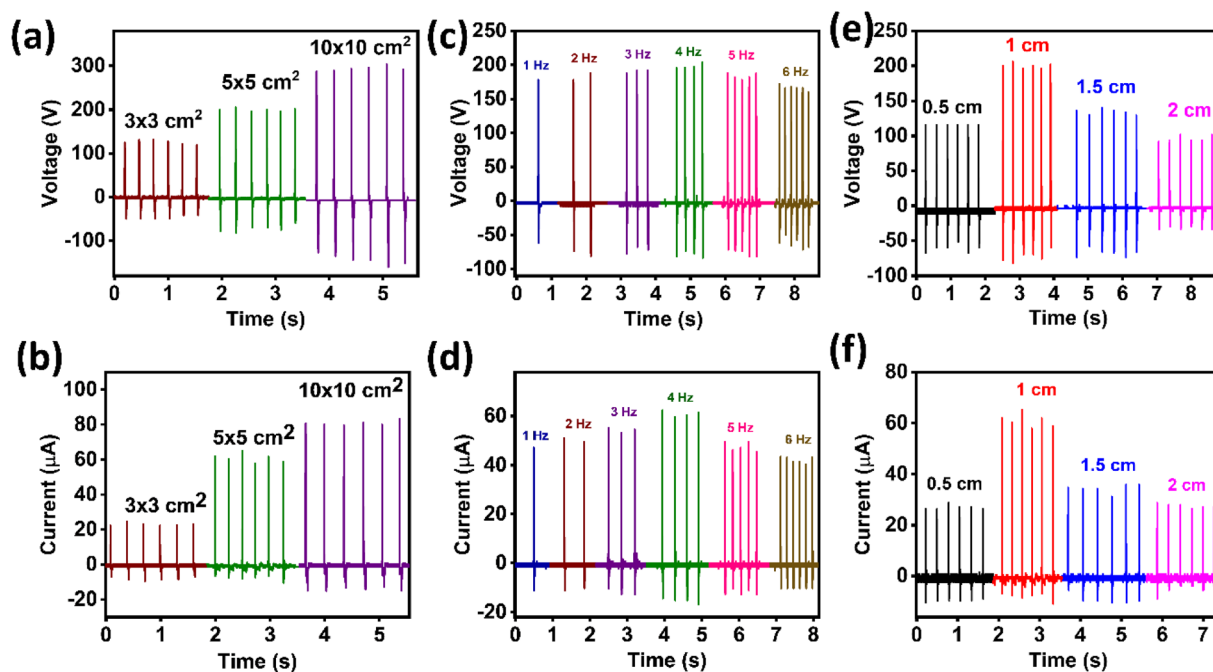 (a)
10x10 cm2
5x5 cm2
3x3 cm2
300
200
100
0
-100
Voltage (V)
0 1 2 3 4 5
Time (s)
(c)
250
200
150
100
50
0
-50
-100
Voltage (V)
1 Hz
2 Hz
3 Hz
4 Hz
5 Hz
6 Hz
0 1 2 3 4 5 6 7 8
Time (s)
(e)
250
200
150
100
50
0
-50
-100
Voltage (V)
0.5 cm
1 cm
1.5 cm
2 cm
0 1 2 3 4 5 6 7 8
Time (s)
(b)
100
80
60
40
20
0
-20
Current (μA)
10x10 cm2
5x5 cm2
3x3 cm2
0 1 2 3 4 5
Time (s)
(d)
60
40
20
0
-20
Current (μA)
1 Hz
2 Hz
3 Hz
4 Hz
5 Hz
6 Hz
0 1 2 3 4 5 6 7 8
Time (s)
(f)
80
60
40
20
0
Current (μA)
0.5 cm
1 cm
1.5 cm
2 cm
0 1 2 3 4 5 6 7
Time (s)